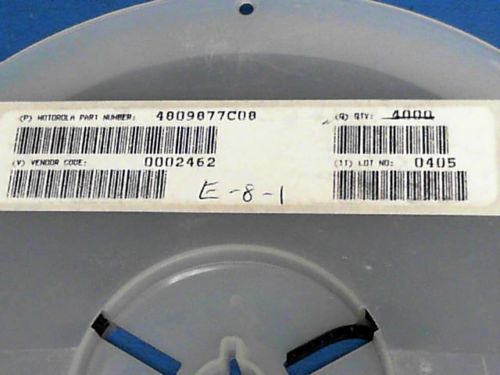 (P) MOTOROLA PART NUMBER: 4809877C08 (Q) QTY: 4000
(V) VENDOR CODE: 0002462 (1T) LOT NO: 0405
E-8-1